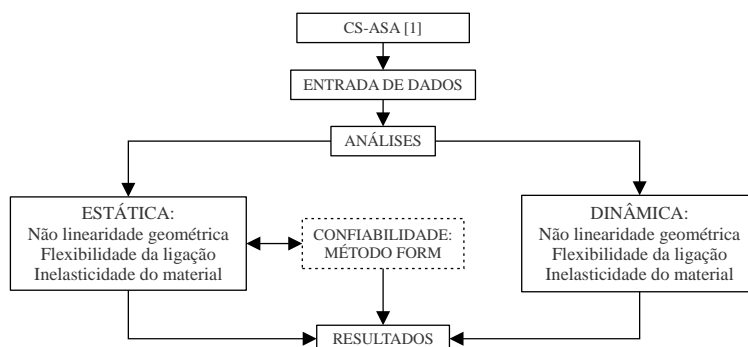 CS-ASA [1]
ENTRADA DE DADOS
ANÁLISES
ESTÁTICA:
Não linearidade geométrica
Flexibilidade da ligação
Inelasticidade do material
CONFIABILIDADE:
MÉTODO FORM
DINÂMICA:
Não linearidade geométrica
Flexibilidade da ligação
Inelasticidade do material
RESULTADOS